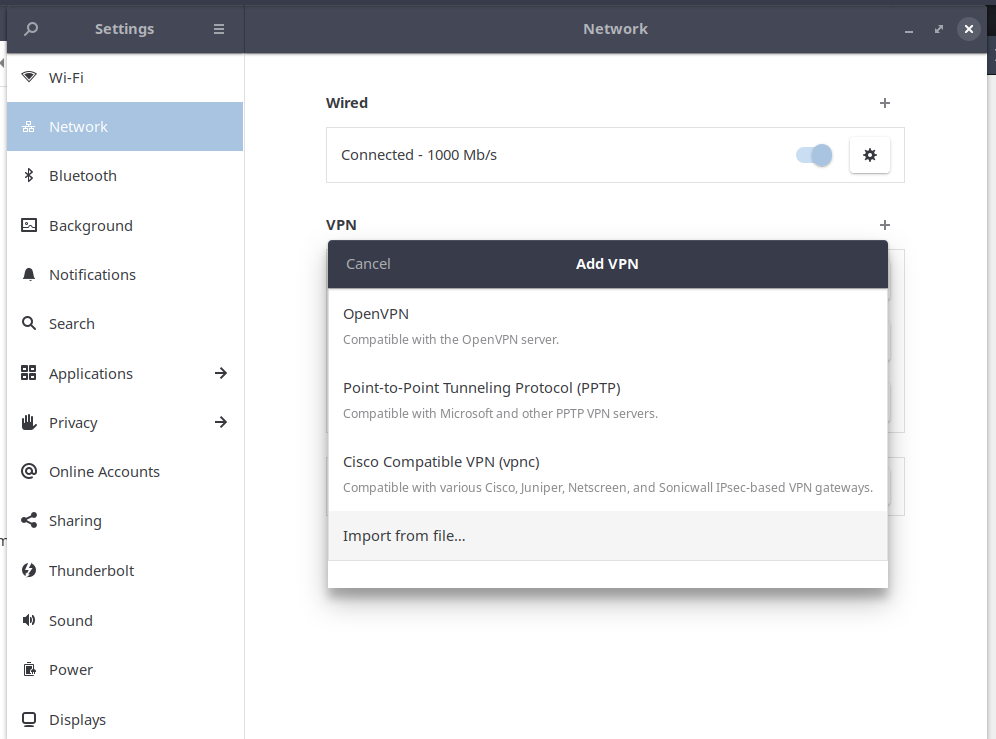 Settings
Network
Wi-Fi
Network
Bluetooth
Background
Notifications
Search
Applications
Privacy
Online Accounts
Sharing
Thunderbolt
Sound
Power
Displays
Wired
Connected - 1000 Mb/s
VPN
Cancel
Add VPN
OpenVPN
Compatible with the OpenVPN server.
Point-to-Point Tunneling Protocol (PPTP)
Compatible with Microsoft and other PPTP VPN servers.
Cisco Compatible VPN (vpnc)
Compatible with various Cisco, Juniper, Netscreen, and Sonicwall IPsec-based VPN gateways.
Import from file...